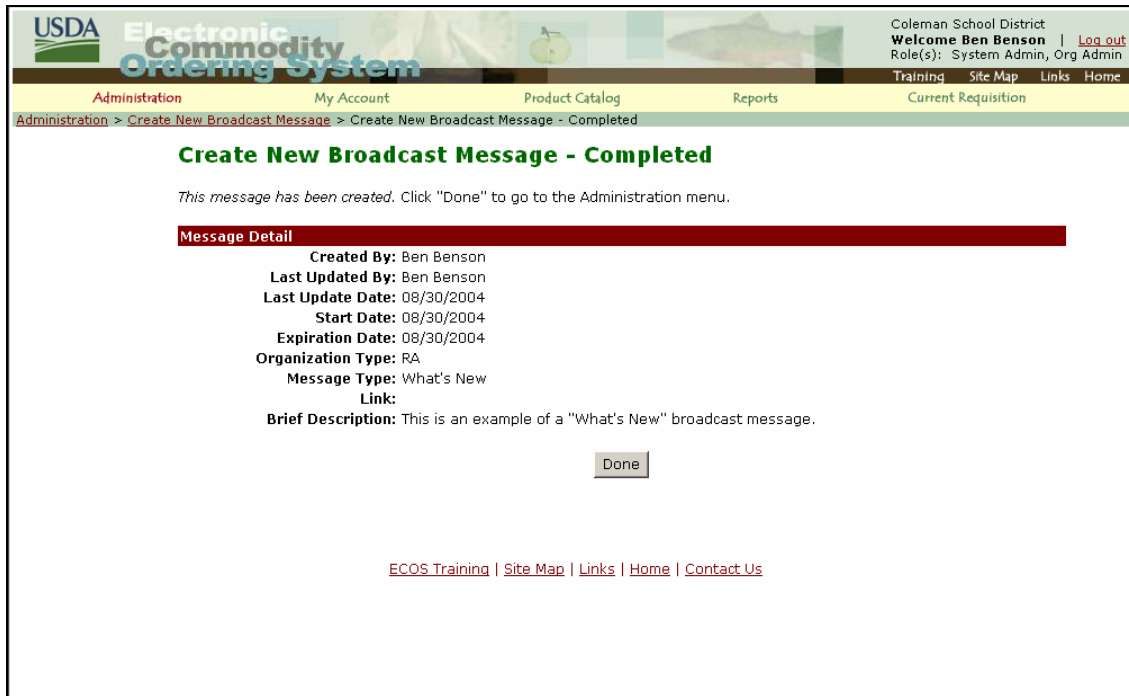 USDA
Electronic
Commodity
Ordering System
Coleman School District
Welcome Ben Benson | Log out
Role(s): System Admin, Org Admin
Training Site Map Links Home
Administration My Account Product Catalog Reports Current Requisition
Administration > Create New Broadcast Message > Create New Broadcast Message - Completed
Create New Broadcast Message - Completed
This message has been created. Click "Done" to go to the Administration menu.
Message Detail
Created By: Ben Benson
Last Updated By: Ben Benson
Last Update Date: 08/30/2004
Start Date: 08/30/2004
Expiration Date: 08/30/2004
Organization Type: RA
Message Type: What's New
Link:
Brief Description: This is an example of a "What's New" broadcast message.
Done
ECOS Training | Site Map | Links | Home | Contact Us